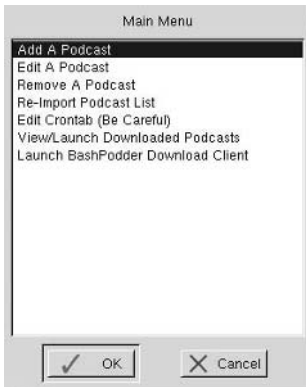 Main Menu
Add A Podcast
Edit A Podcast
Remove A Podcast
Re-Import Podcast List
Edit Crontab (Be Careful)
View/Launch Downloaded Podcasts
Launch BashPodder Download Client
OK
Cancel